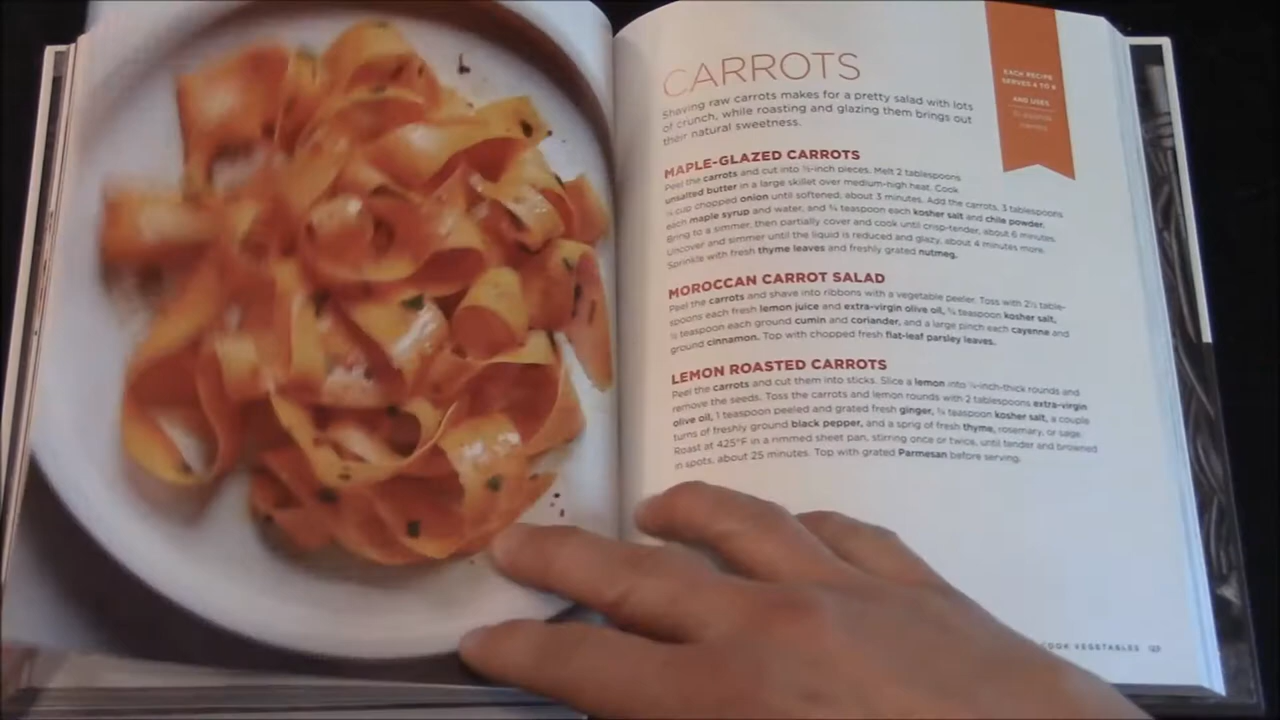 CARROTS
Shaving raw carrots makes for a pretty salad with lots
of crunch, while roasting and glazing them brings out
their natural sweetness.
EACH RECIPE
SERVES 4 TO 6
AND USES
MAPLE-GLAZED CARROTS
Peel the carrots and cut into -inch pieces. Melt 2 tablespoons
unsalted butter in a large skillet over medium-high heat. Cook
cup chopped onion until softened, about 3 minutes. Add the carrots, 3 tablespoons
each maple syrup and water, and ¾ teaspoon each kosher salt and chile powder.
Bring to a simmer, then partially cover and cook until crisp-tender, about 6 minutes.
Uncover and simmer until the liquid is reduced and glazy, about 4 minutes more.
Sprinkle with fresh thyme leaves and freshly grated nutmeg.
MOROCCAN CARROT SALAD
Peel the carrots and shave into ribbons with a vegetable peeler. Toss with 2½ table-
spoons each fresh lemon juice and extra-virgin olive oil, ¾ teaspoon kosher salt,
½ teaspoon each ground cumin and coriander, and a large pinch each cayenne and
ground cinnamon. Top with chopped fresh flat-leaf parsley leaves.
LEMON ROASTED CARROTS
Peel the carrots and cut them into sticks. Slice a lemon into -inch-thick rounds and
remove the seeds. Toss the carrots and lemon rounds with 2 tablespoons extra-virgin
olive oil, 1 teaspoon peeled and grated fresh ginger, ¾ teaspoon kosher salt, a couple
turns of freshly ground black pepper, and a sprig of fresh thyme, rosemary, or sage.
Roast at 425°F in a rimmed sheet pan, stirring once or twice, until tender and browned
in spots, about 25 minutes. Top with grated Parmesan before serving.
COOK VEGETABLES